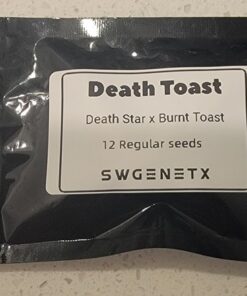 Death Toast
Death Star x Burnt Toast
12 Regular seeds
SWGENETX